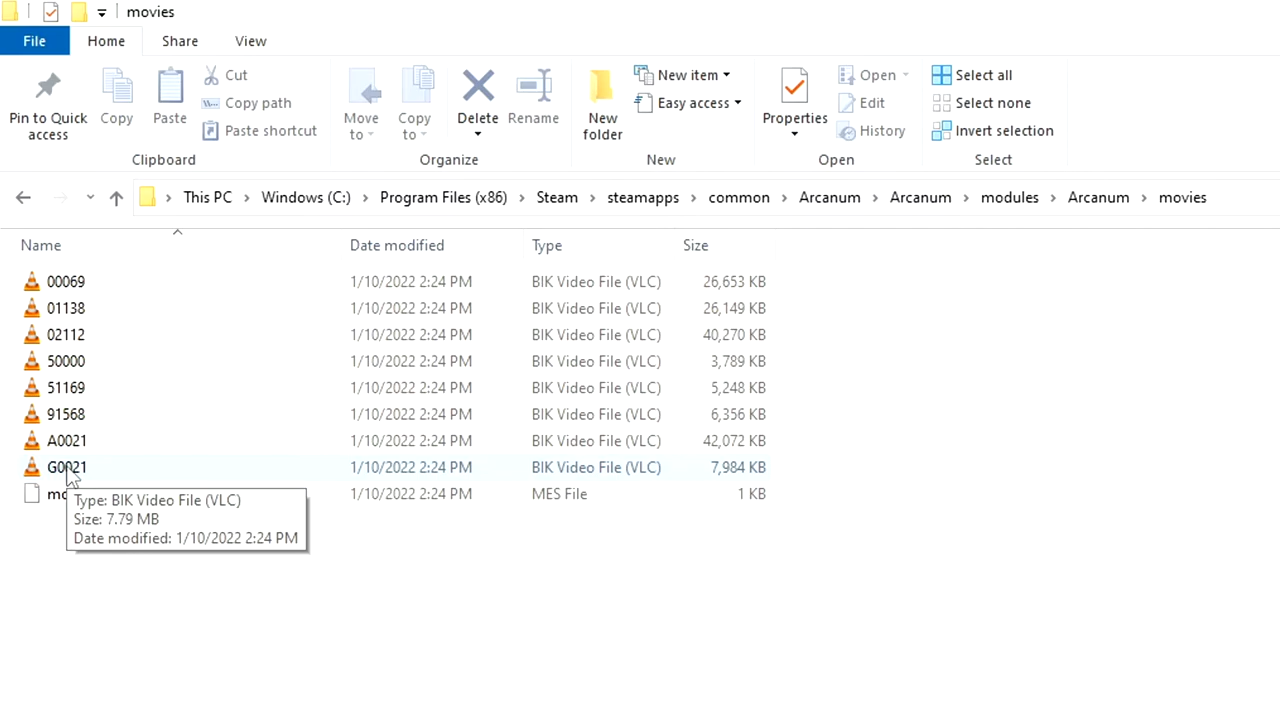 movies
File Home Share View
Pin to Quick access
Copy
Paste
Cut
Copy path
Paste shortcut
Clipboard
Move to
Copy to
Delete
Rename
Organize
New folder
New item
Easy access
New
Properties
Open
Edit
History
Open
Select all
Select none
Invert selection
Select
This PC > Windows (C:) > Program Files (x86) > Steam > steamapps > common > Arcanum > Arcanum > modules > Arcanum > movies
Name Date modified Type Size
00069 1/10/2022 2:24 PM BIK Video File (VLC) 26,653 KB
01138 1/10/2022 2:24 PM BIK Video File (VLC) 26,149 KB
02112 1/10/2022 2:24 PM BIK Video File (VLC) 40,270 KB
50000 1/10/2022 2:24 PM BIK Video File (VLC) 3,789 KB
51169 1/10/2022 2:24 PM BIK Video File (VLC) 5,248 KB
91568 1/10/2022 2:24 PM BIK Video File (VLC) 6,356 KB
A0021 1/10/2022 2:24 PM BIK Video File (VLC) 42,072 KB
G0021 1/10/2022 2:24 PM BIK Video File (VLC) 7,984 KB
1/10/2022 2:24 PM MES File 1 KB
Type: BIK Video File (VLC)
Size: 7.79 MB
Date modified: 1/10/2022 2:24 PM